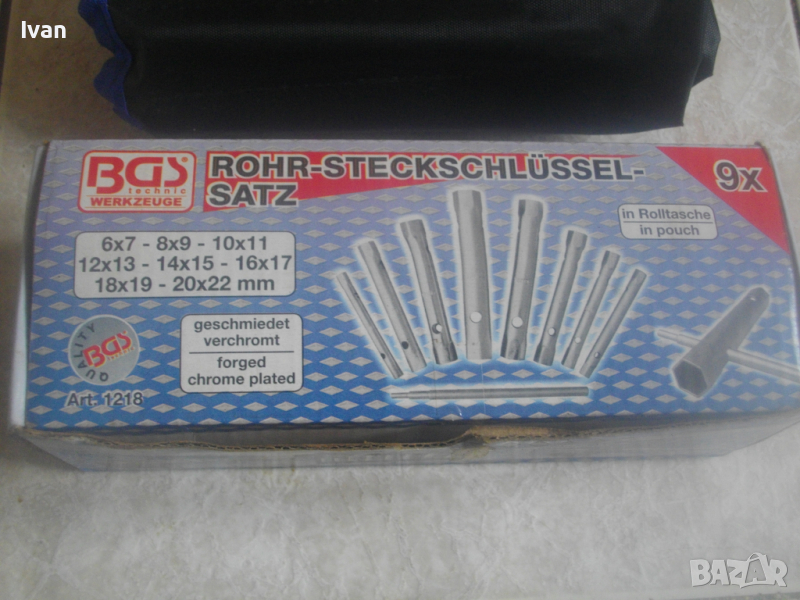 Ivan
BGS
technic
WERKZEUGE
ROHR-STECKSCHLÜSSEL-
SATZ
9x
6x7 - 8x9 - 10x11
12x13 - 14x15 - 16x17
18x19 - 20x22 mm
in Rolltasche
in pouch
QUALITY
BGS
geschmiedet
verchromt
forged
chrome plated
Art. 1218
BAZAR